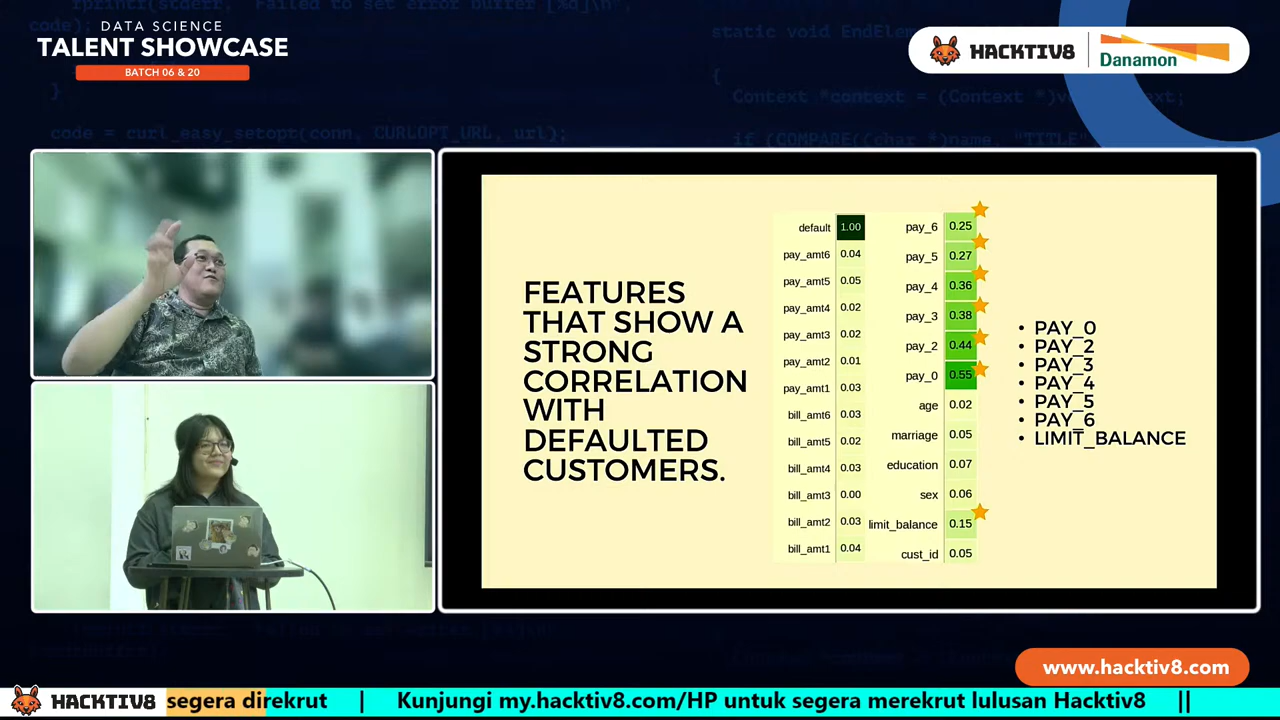 DATA SCIENCE
TALENT SHOWCASE
BATCH 06 & 20
HACKTIV8
Danamon
code = curl_easy_setopt(conn, CURLOPT_URL, url);
FEATURES
THAT SHOW A
STRONG
CORRELATION
WITH
DEFAULTED
CUSTOMERS.
default 1.00
pay_amt6 0.04
pay_amt5 0.05
pay_amt4 0.02
pay_amt3 0.02
pay_amt2 0.01
pay_amt1 0.03
bill_amt6 0.03
bill_amt5 0.02
bill_amt4 0.03
bill_amt3 0.00
bill_amt2 0.03
bill_amt1 0.04
pay_6 0.25
pay_5 0.27
pay_4 0.36
pay_3 0.38
pay_2 0.44
pay_0 0.55
age 0.02
marriage 0.05
education 0.07
sex 0.06
limit_balance 0.15
cust_id 0.05
• PAY_0
• PAY_2
• PAY_3
• PAY_4
• PAY_5
• PAY_6
• LIMIT_BALANCE
www.hacktiv8.com
HACKTIV8 segera direkrut | Kunjungi my.hacktiv8.com/HP untuk segera merekrut lulusan Hacktiv8 ||